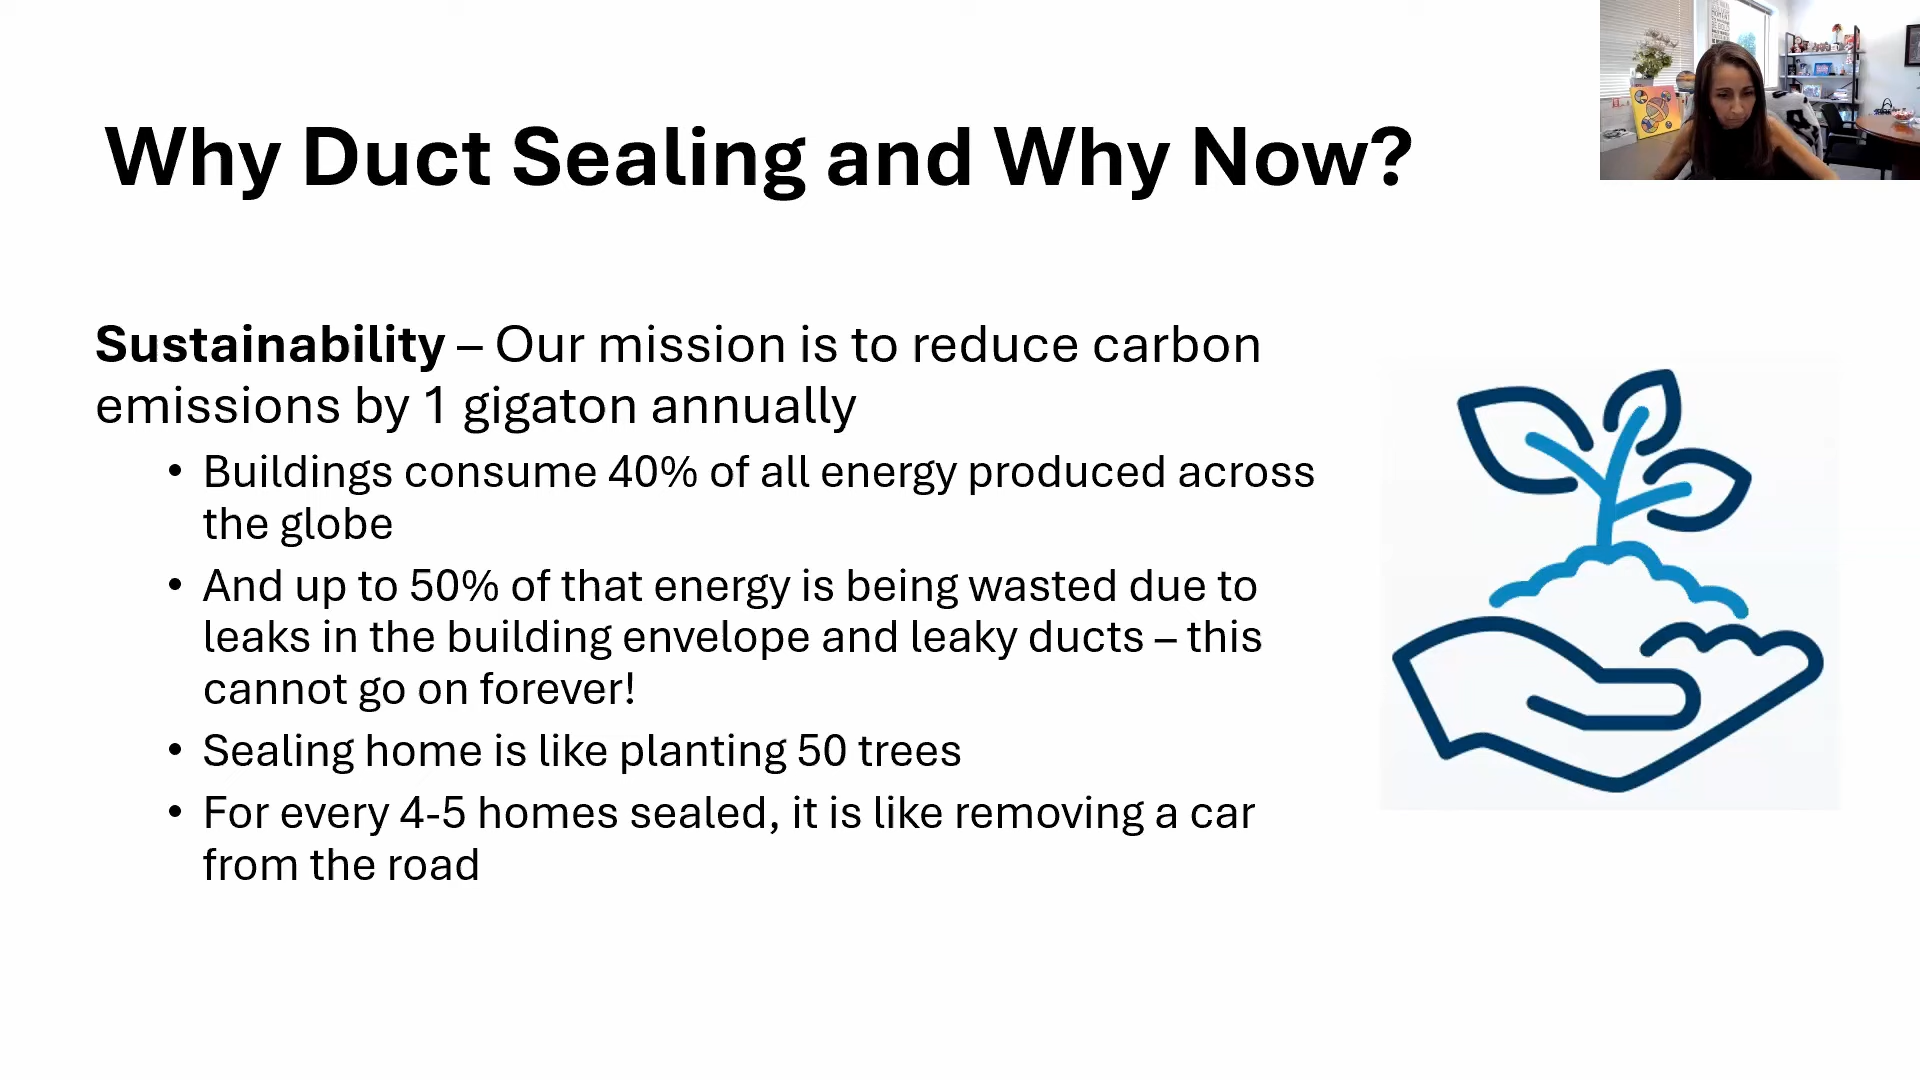 Why Duct Sealing and Why Now?
Sustainability – Our mission is to reduce carbon
emissions by 1 gigaton annually
• Buildings consume 40% of all energy produced across
the globe
• And up to 50% of that energy is being wasted due to
leaks in the building envelope and leaky ducts – this
cannot go on forever!
• Sealing home is like planting 50 trees
• For every 4-5 homes sealed, it is like removing a car
from the road